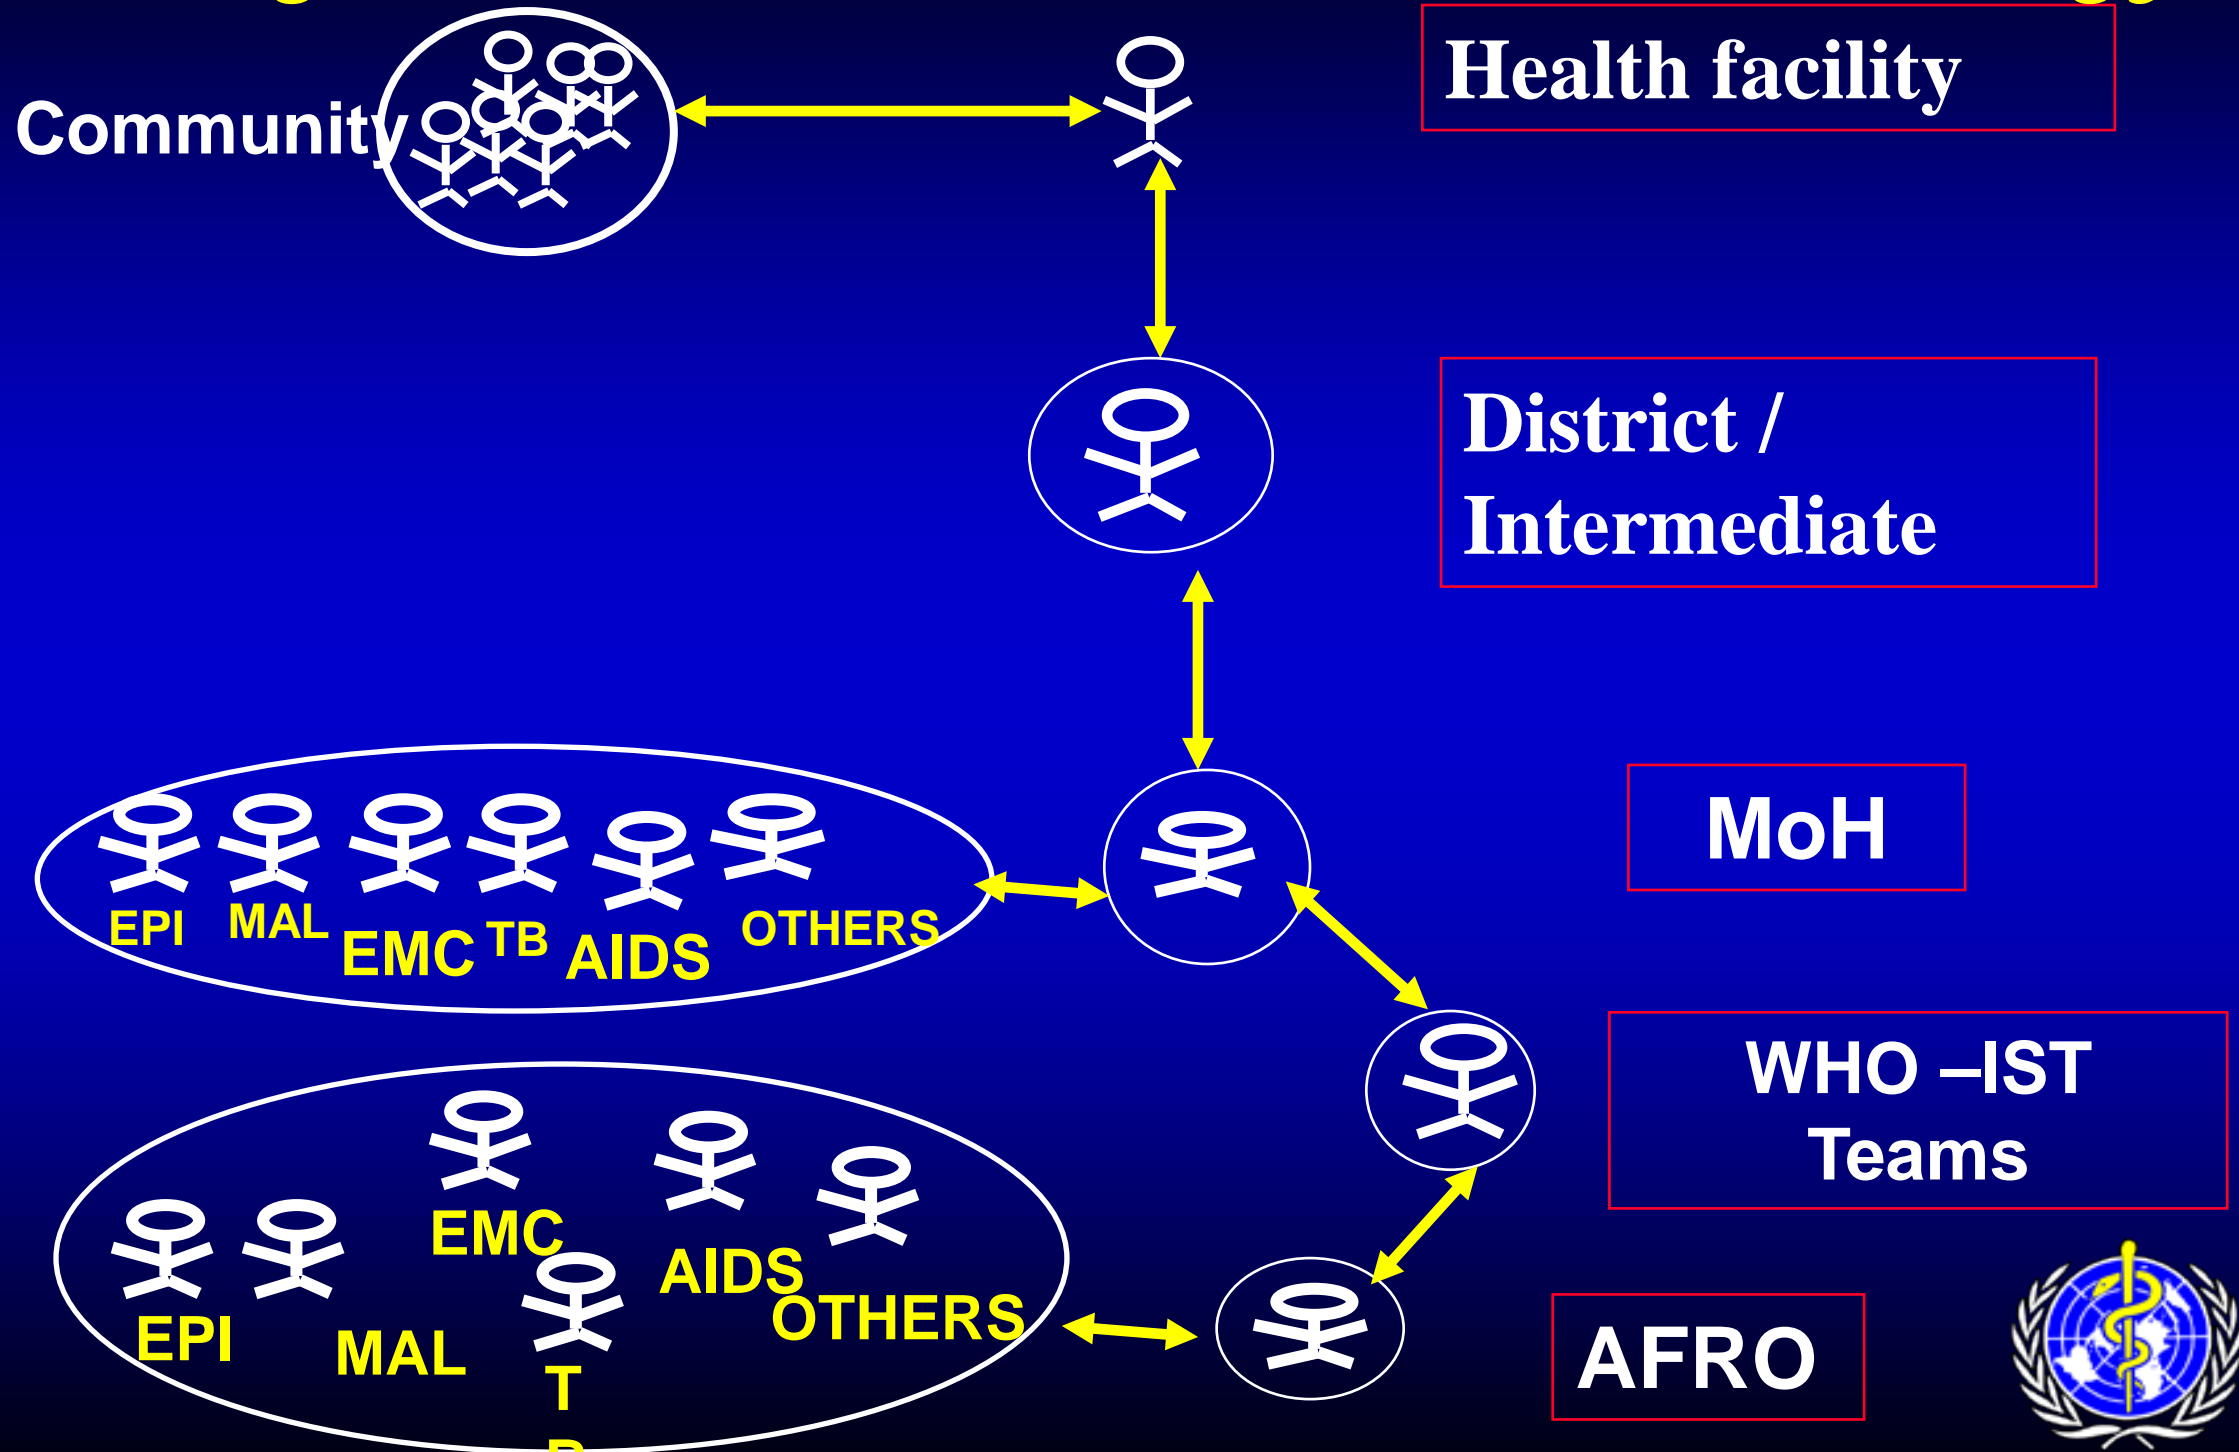 Health facility
Community
District /
Intermediate
MoH
EPI MAL EMC TB AIDS OTHERS
WHO –IST
Teams
EMC
AIDS
OTHERS
EPI
MAL
T
AFRO